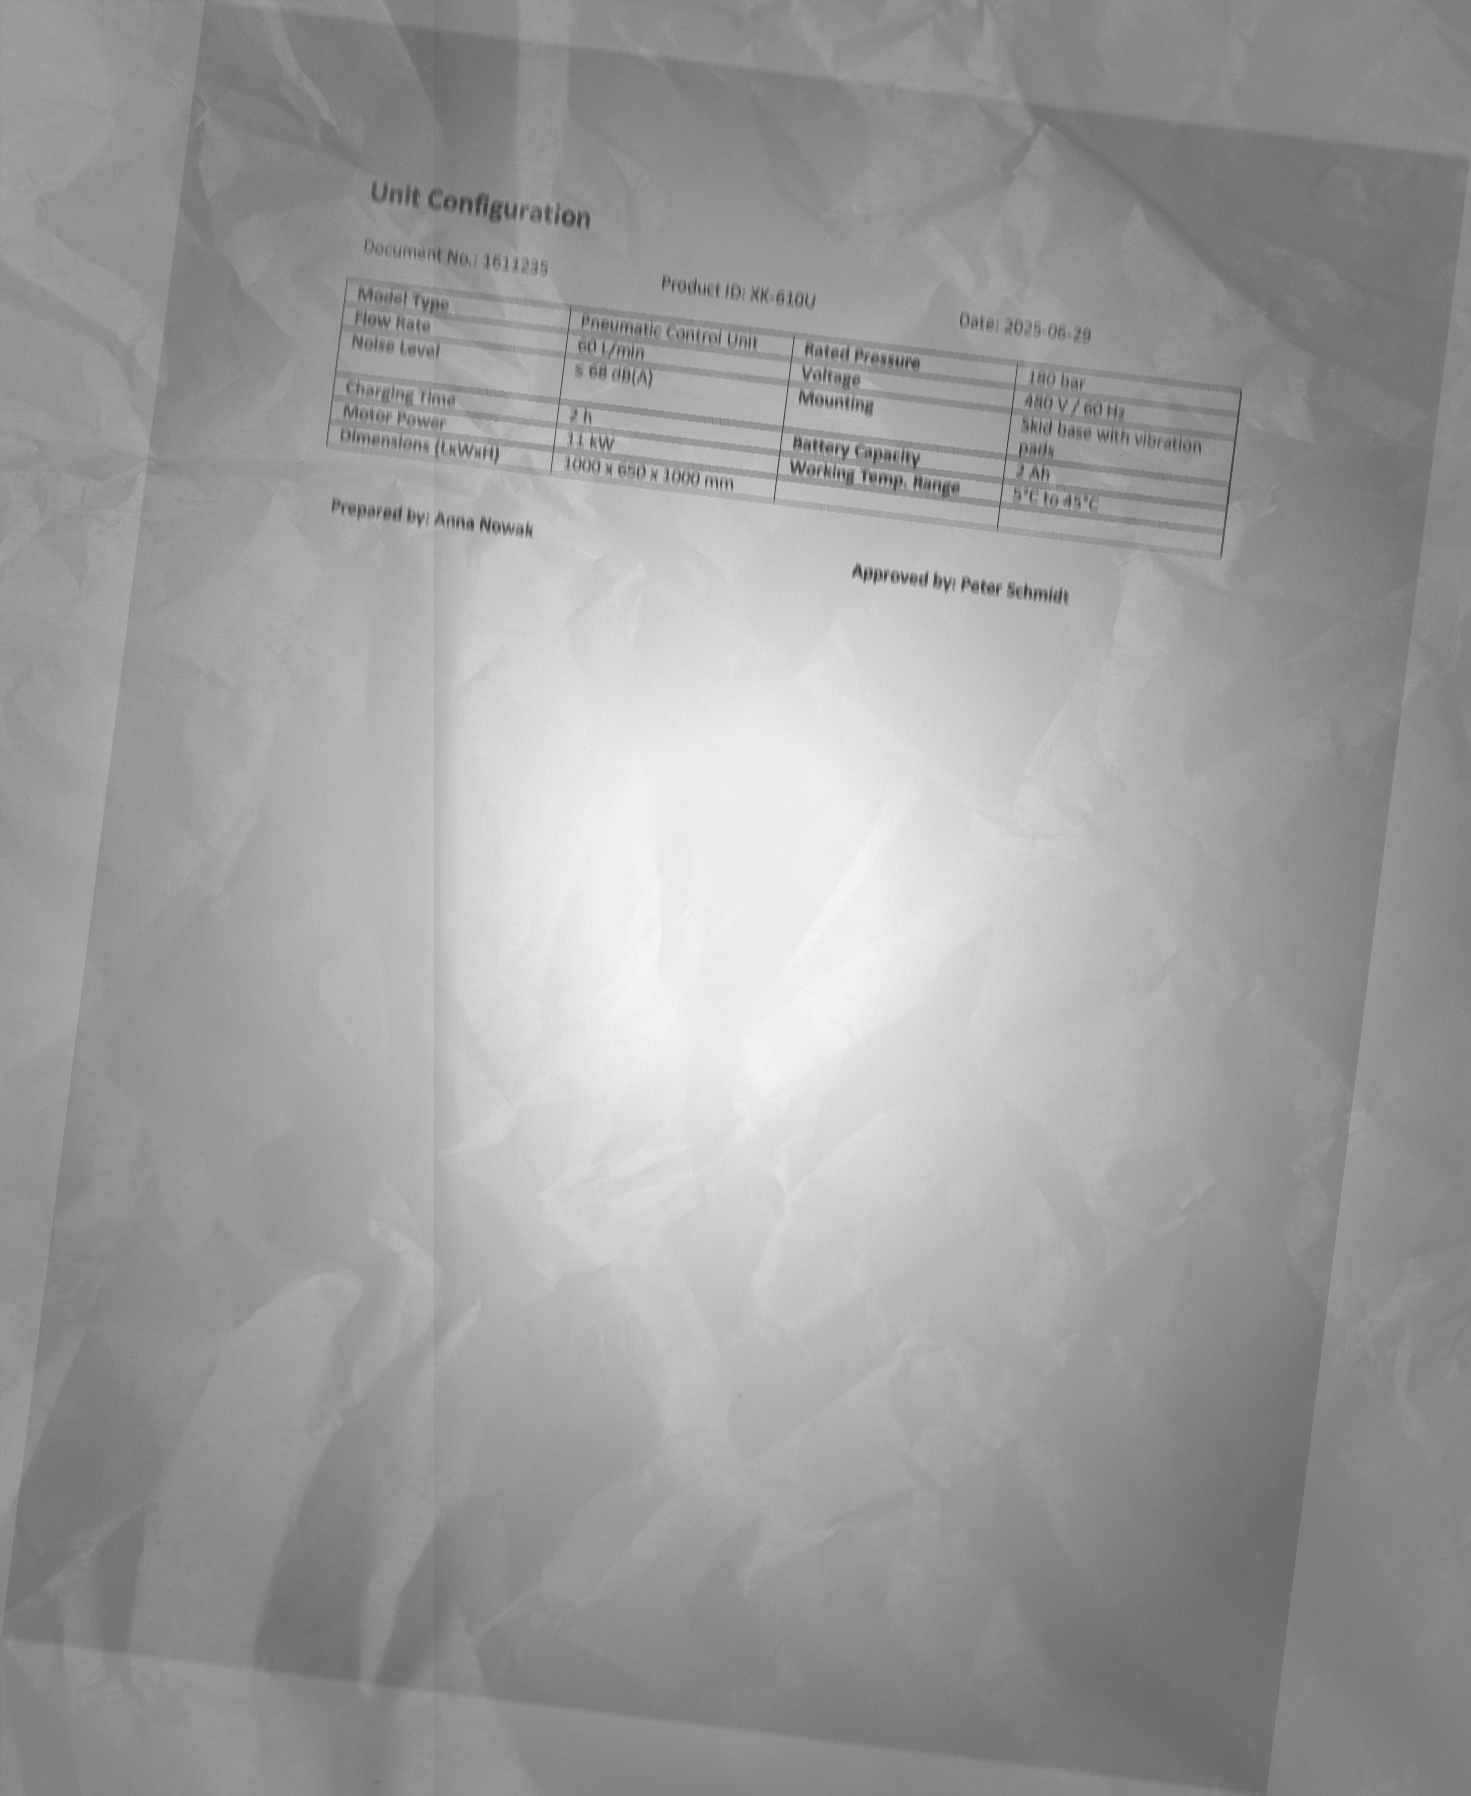 Unit Configuration
Document No.: 1611235 Product ID: XK-610U Date: 2025-06-29
Model Type Pneumatic Control Unit Rated Pressure 180 bar
Flow Rate 60 L/min Voltage 480 V / 60 Hz
Noise Level ≤ 68 dB(A) Mounting Skid base with vibration
pads
Charging Time 2 h Battery Capacity 2 Ah
Motor Power 11 kW Working Temp. Range 5°C to 45°C
Dimensions (LxWxH) 1000 x 650 x 1000 mm
Prepared by: Anna Nowak Approved by: Peter Schmidt